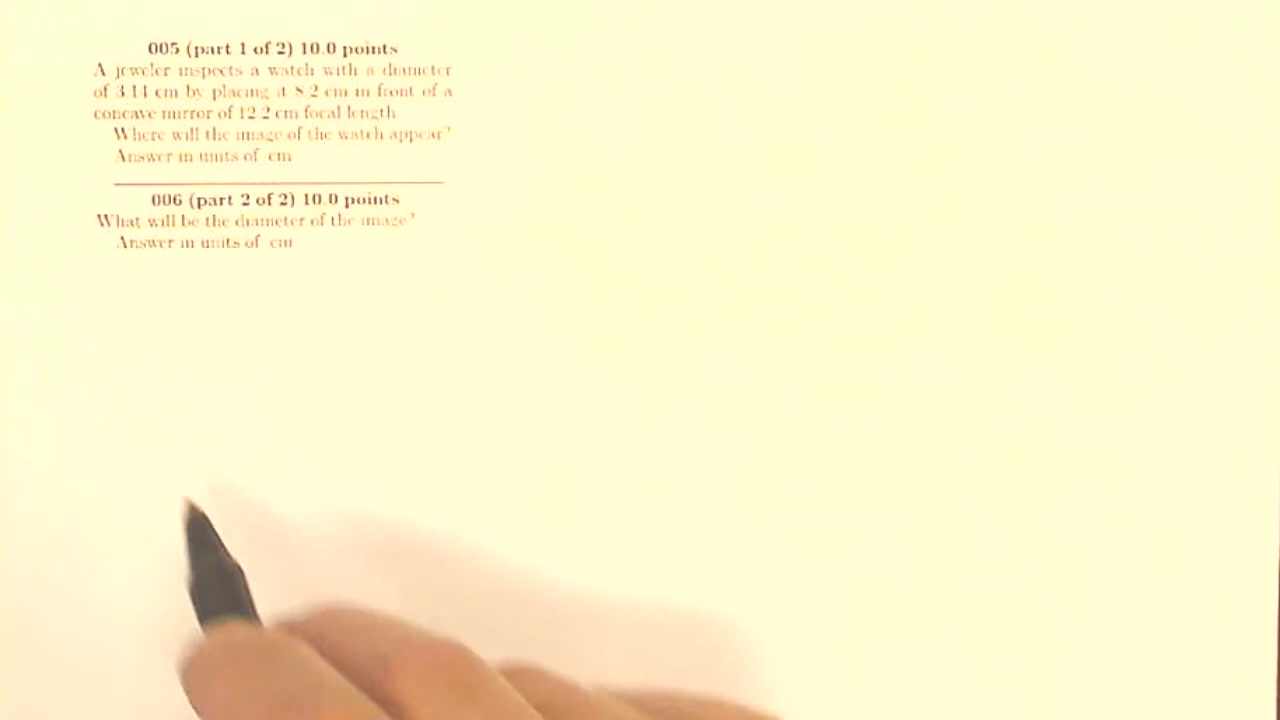 005 (part 1 of 2) 10.0 points
A jeweler inspects a watch with a diameter
of 3.14 cm by placing it 8.2 cm in front of a
concave mirror of 12.2 cm focal length.
Where will the image of the watch appear?
Answer in units of cm
006 (part 2 of 2) 10.0 points
What will be the diameter of the image?
Answer in units of cm